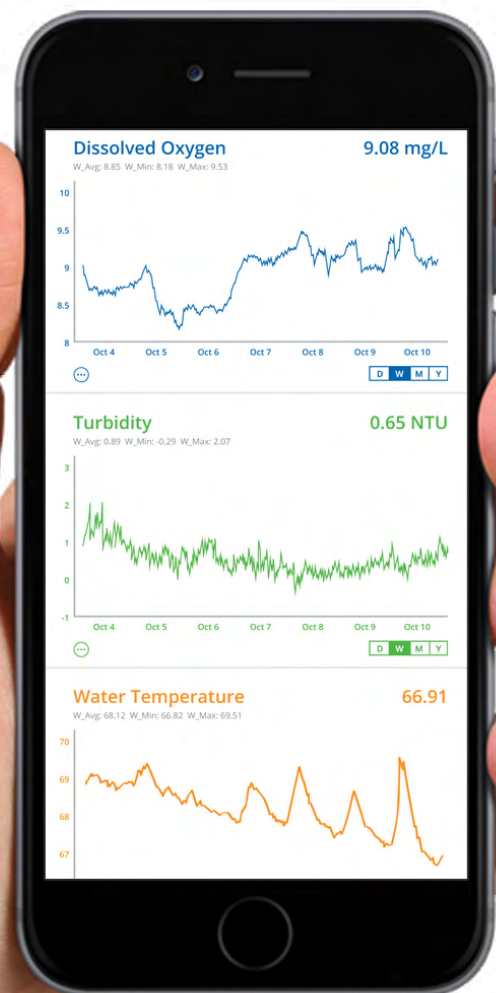 Dissolved Oxygen 9.08 mg/L
W_Avg: 8.85 W_Min: 8.18 W_Max: 9.53
10
9.5
9
8.5
8
Oct 4 Oct 5 Oct 6 Oct 7 Oct 8 Oct 9 Oct 10
D W M Y
Turbidity 0.65 NTU
W_Avg: 0.89 W_Min: -0.29 W_Max: 2.07
3
2
1
0
-1
Oct 4 Oct 5 Oct 6 Oct 7 Oct 8 Oct 9 Oct 10
D W M Y
Water Temperature 66.91
W_Avg: 68.12 W_Min: 66.82 W_Max: 69.51
70
69
68
67